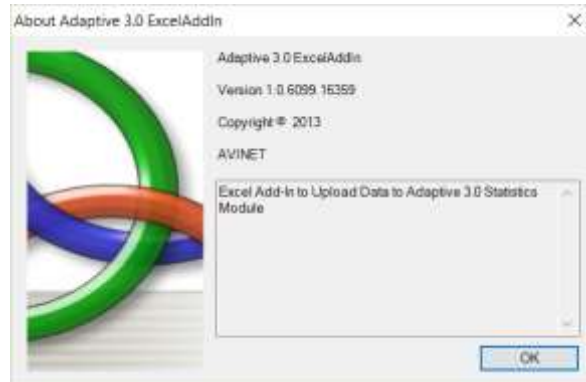 About Adaptive 3.0 ExcelAddIn
Adaptive 3.0 ExcelAddIn
Version 1.0.6099.16359
Copyright © 2013
AVINET
Excel Add-In to Upload Data to Adaptive 3.0 Statistics
Module
OK